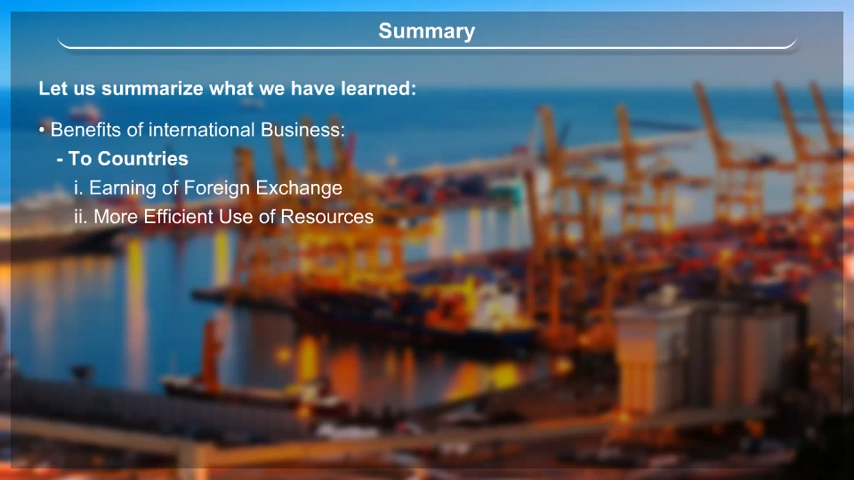 Summary
Let us summarize what we have learned:
• Benefits of international Business:
- To Countries
i. Earning of Foreign Exchange
ii. More Efficient Use of Resources